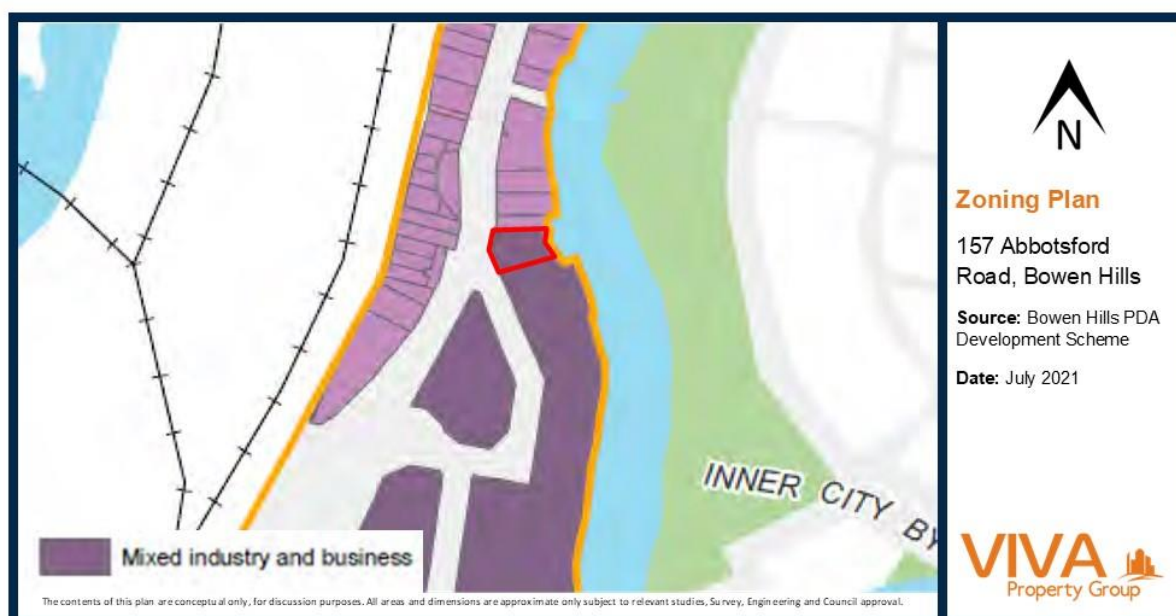 N
Zoning Plan
157 Abbotsford
Road, Bowen Hills
Source: Bowen Hills PDA
Development Scheme
Date: July 2021
INNER CITY BY
Mixed industry and business
The contents of this plan are conceptual only, for discussion purposes. All areas and dimensions are approximate only subject to relevant studies, Survey, Engineering and Council approval.
VIVA
Property Group